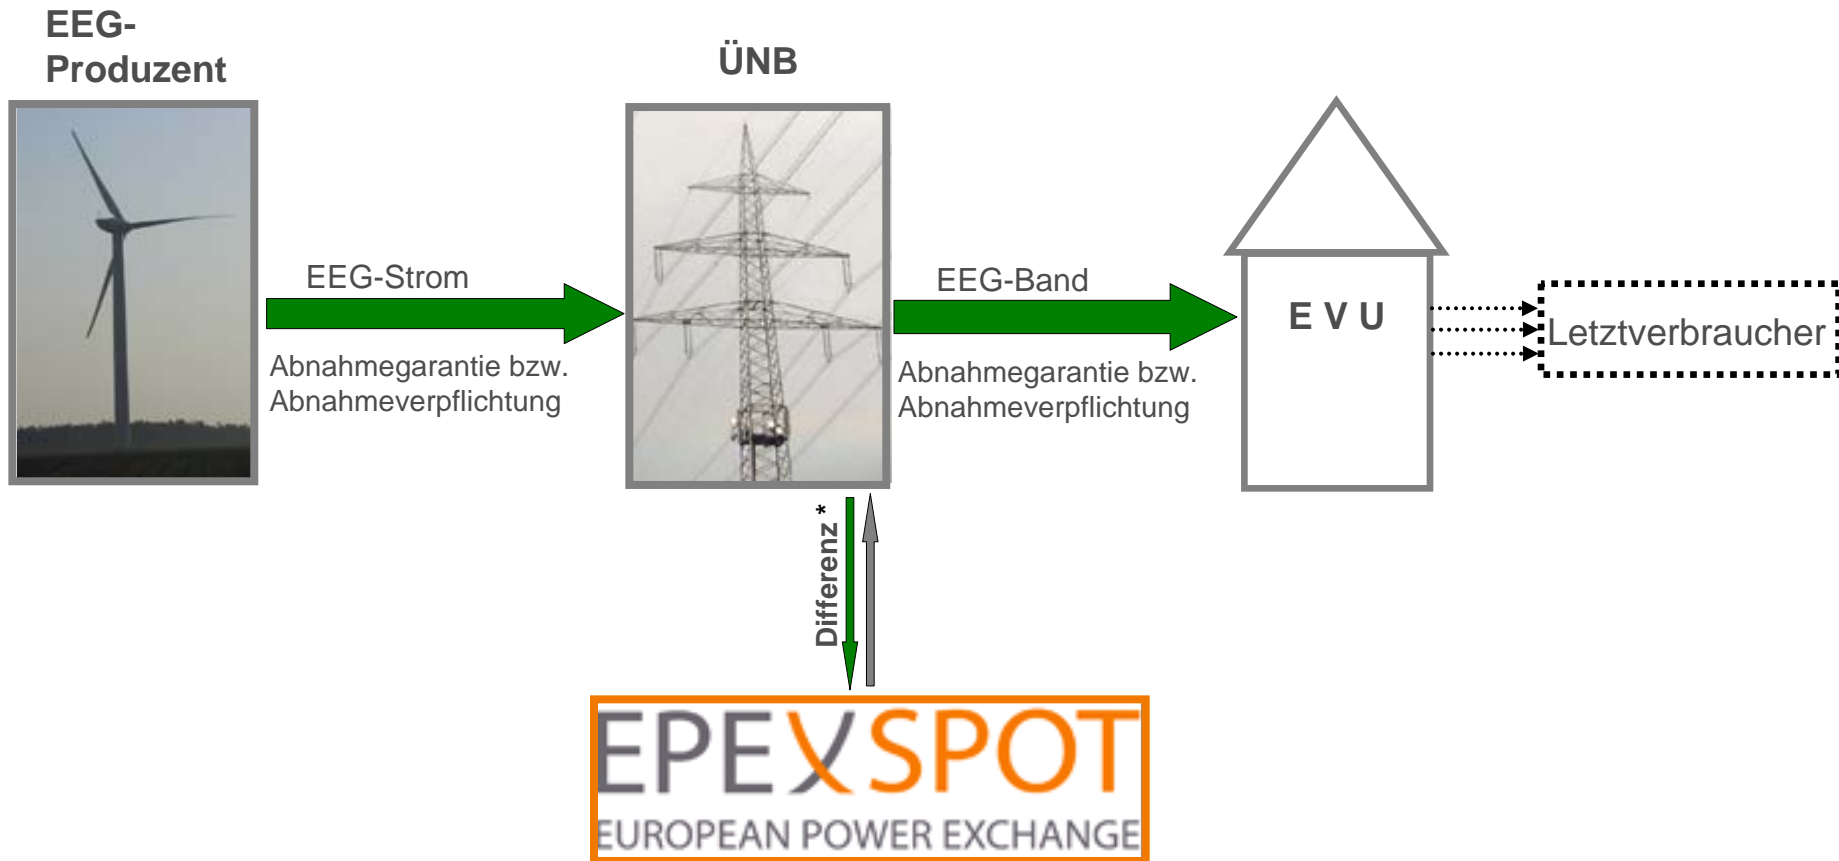 EEG-
Produzent
ÜNB
EEG-Strom
Abnahmegarantie bzw.
Abnahmeverpflichtung
EEG-Band
Abnahmegarantie bzw.
Abnahmeverpflichtung
E V U
Letztverbraucher
Differenz *
EPEXSPOT
EUROPEAN POWER EXCHANGE